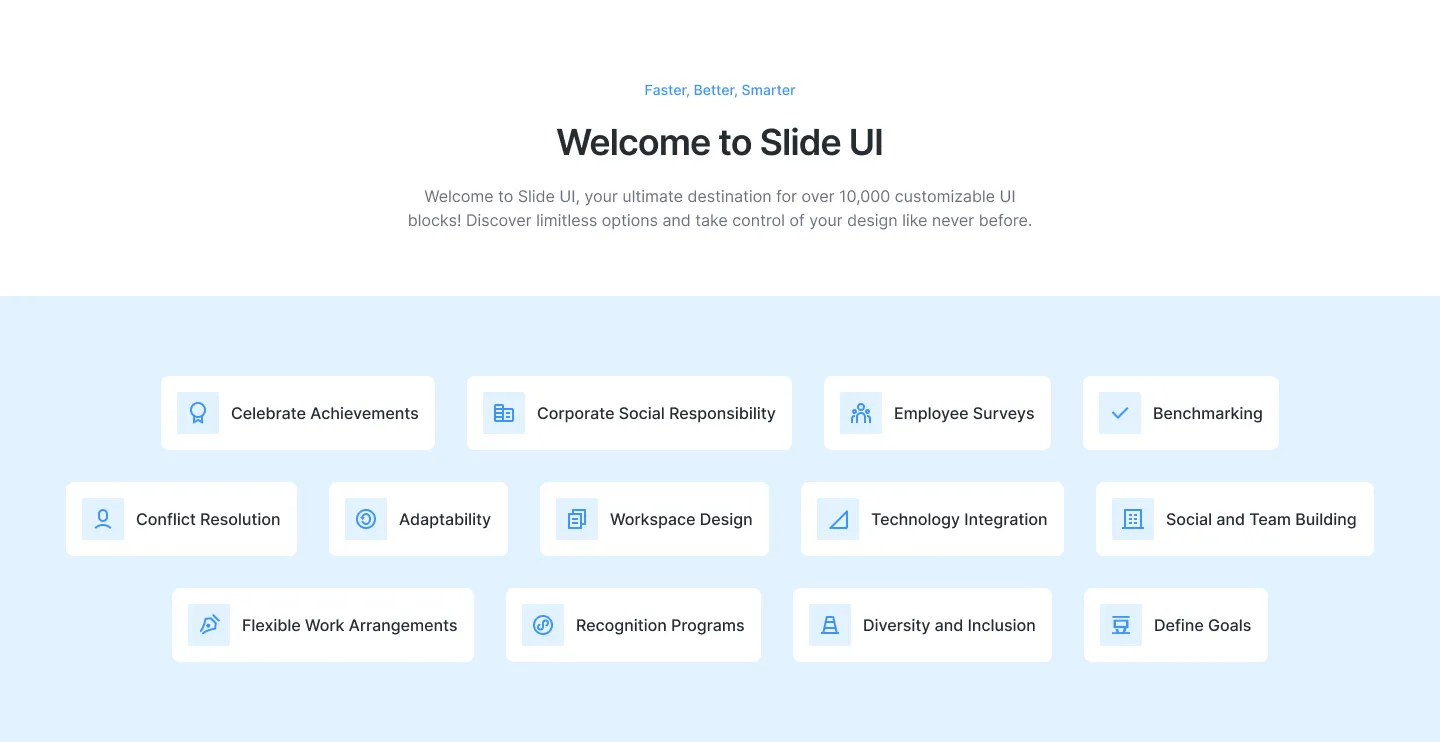 Faster, Better, Smarter
Welcome to Slide UI
Welcome to Slide UI, your ultimate destination for over 10,000 customizable UI
blocks! Discover limitless options and take control of your design like never before.
Celebrate Achievements
Corporate Social Responsibility
Employee Surveys
Benchmarking
Conflict Resolution
Adaptability
Workspace Design
Technology Integration
Social and Team Building
Flexible Work Arrangements
Recognition Programs
Diversity and Inclusion
Define Goals